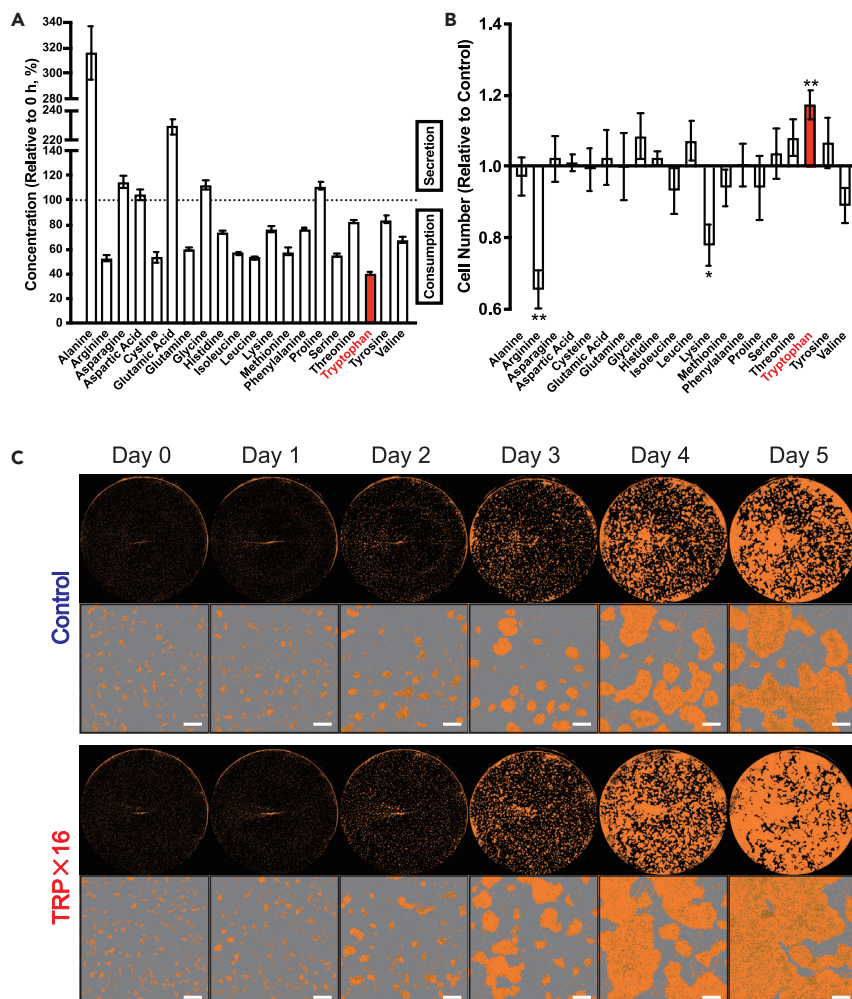 A
Concentration (Relative to 0 h, %)
340
320
300
280
240
220
140
120
100
80
60
40
20
0
Secretion
Consumption
Alanine
Arginine
Asparagine
Aspartic Acid
Cystine
Glutamic Acid
Glutamine
Glycine
Histidine
Isoleucine
Leucine
Lysine
Methionine
Phenylalanine
Proline
Serine
Threonine
Tryptophan
Tyrosine
Valine
B
Cell Number (Relative to Control)
1.4
1.2
1.0
0.8
0.6
**
*
**
Alanine
Arginine
Asparagine
Aspartic Acid
Cysteine
Glutamic Acid
Glutamine
Glycine
Histidine
Isoleucine
Leucine
Lysine
Methionine
Phenylalanine
Proline
Serine
Threonine
Tryptophan
Tyrosine
Valine
C
Day 0 Day 1 Day 2 Day 3 Day 4 Day 5
Control
TRP×16